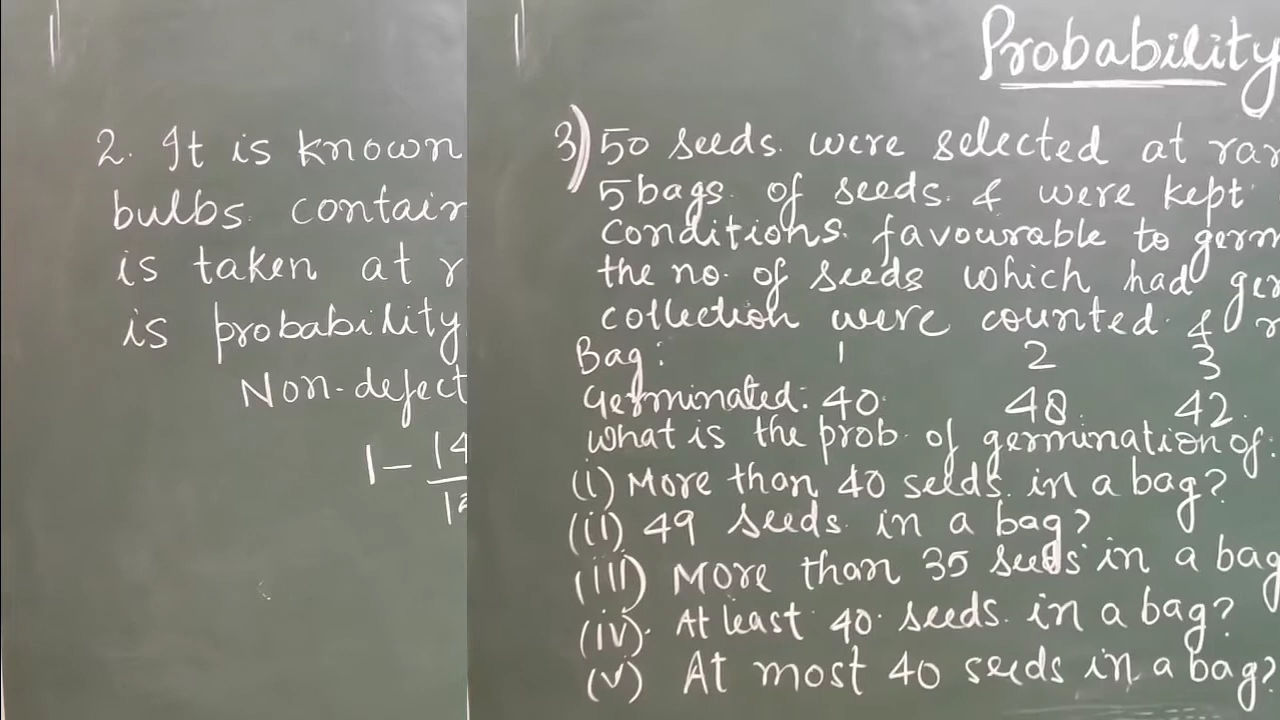 2. It is known
bulbs contain
is taken at r
is probability
Non-defect
1 - 14
Probability
3) 50 seeds were selected at ran
5 bags of seeds & were kept
conditions favourable to germ
the no. of seeds which had ger
collection were counted & r
Bag: 1 2 3
Germinated: 40 48 42
What is the prob. of germination of:
(i) More than 40 seeds in a bag?
(ii) 49 seeds in a bag?
(iii) More than 35 seeds in a bag
(iv) At least 40 seeds in a bag?
(v) At most 40 seeds in a bag?